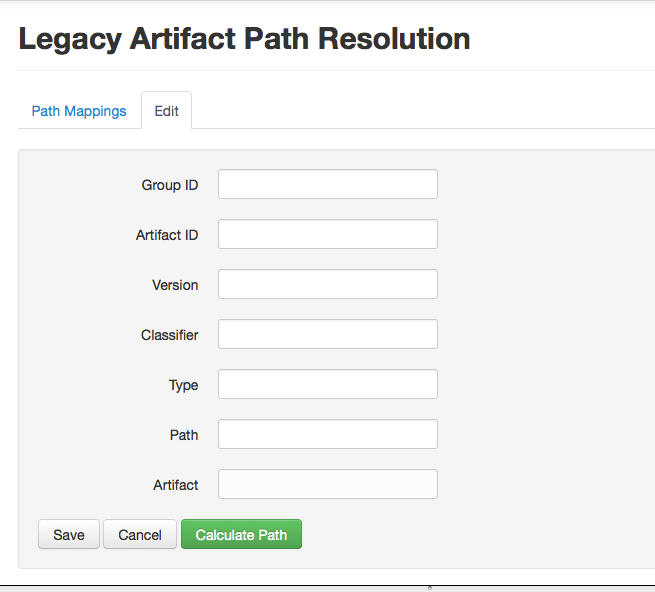 Legacy Artifact Path Resolution
Path Mappings Edit
Group ID
Artifact ID
Version
Classifier
Type
Path
Artifact
Save Cancel Calculate Path